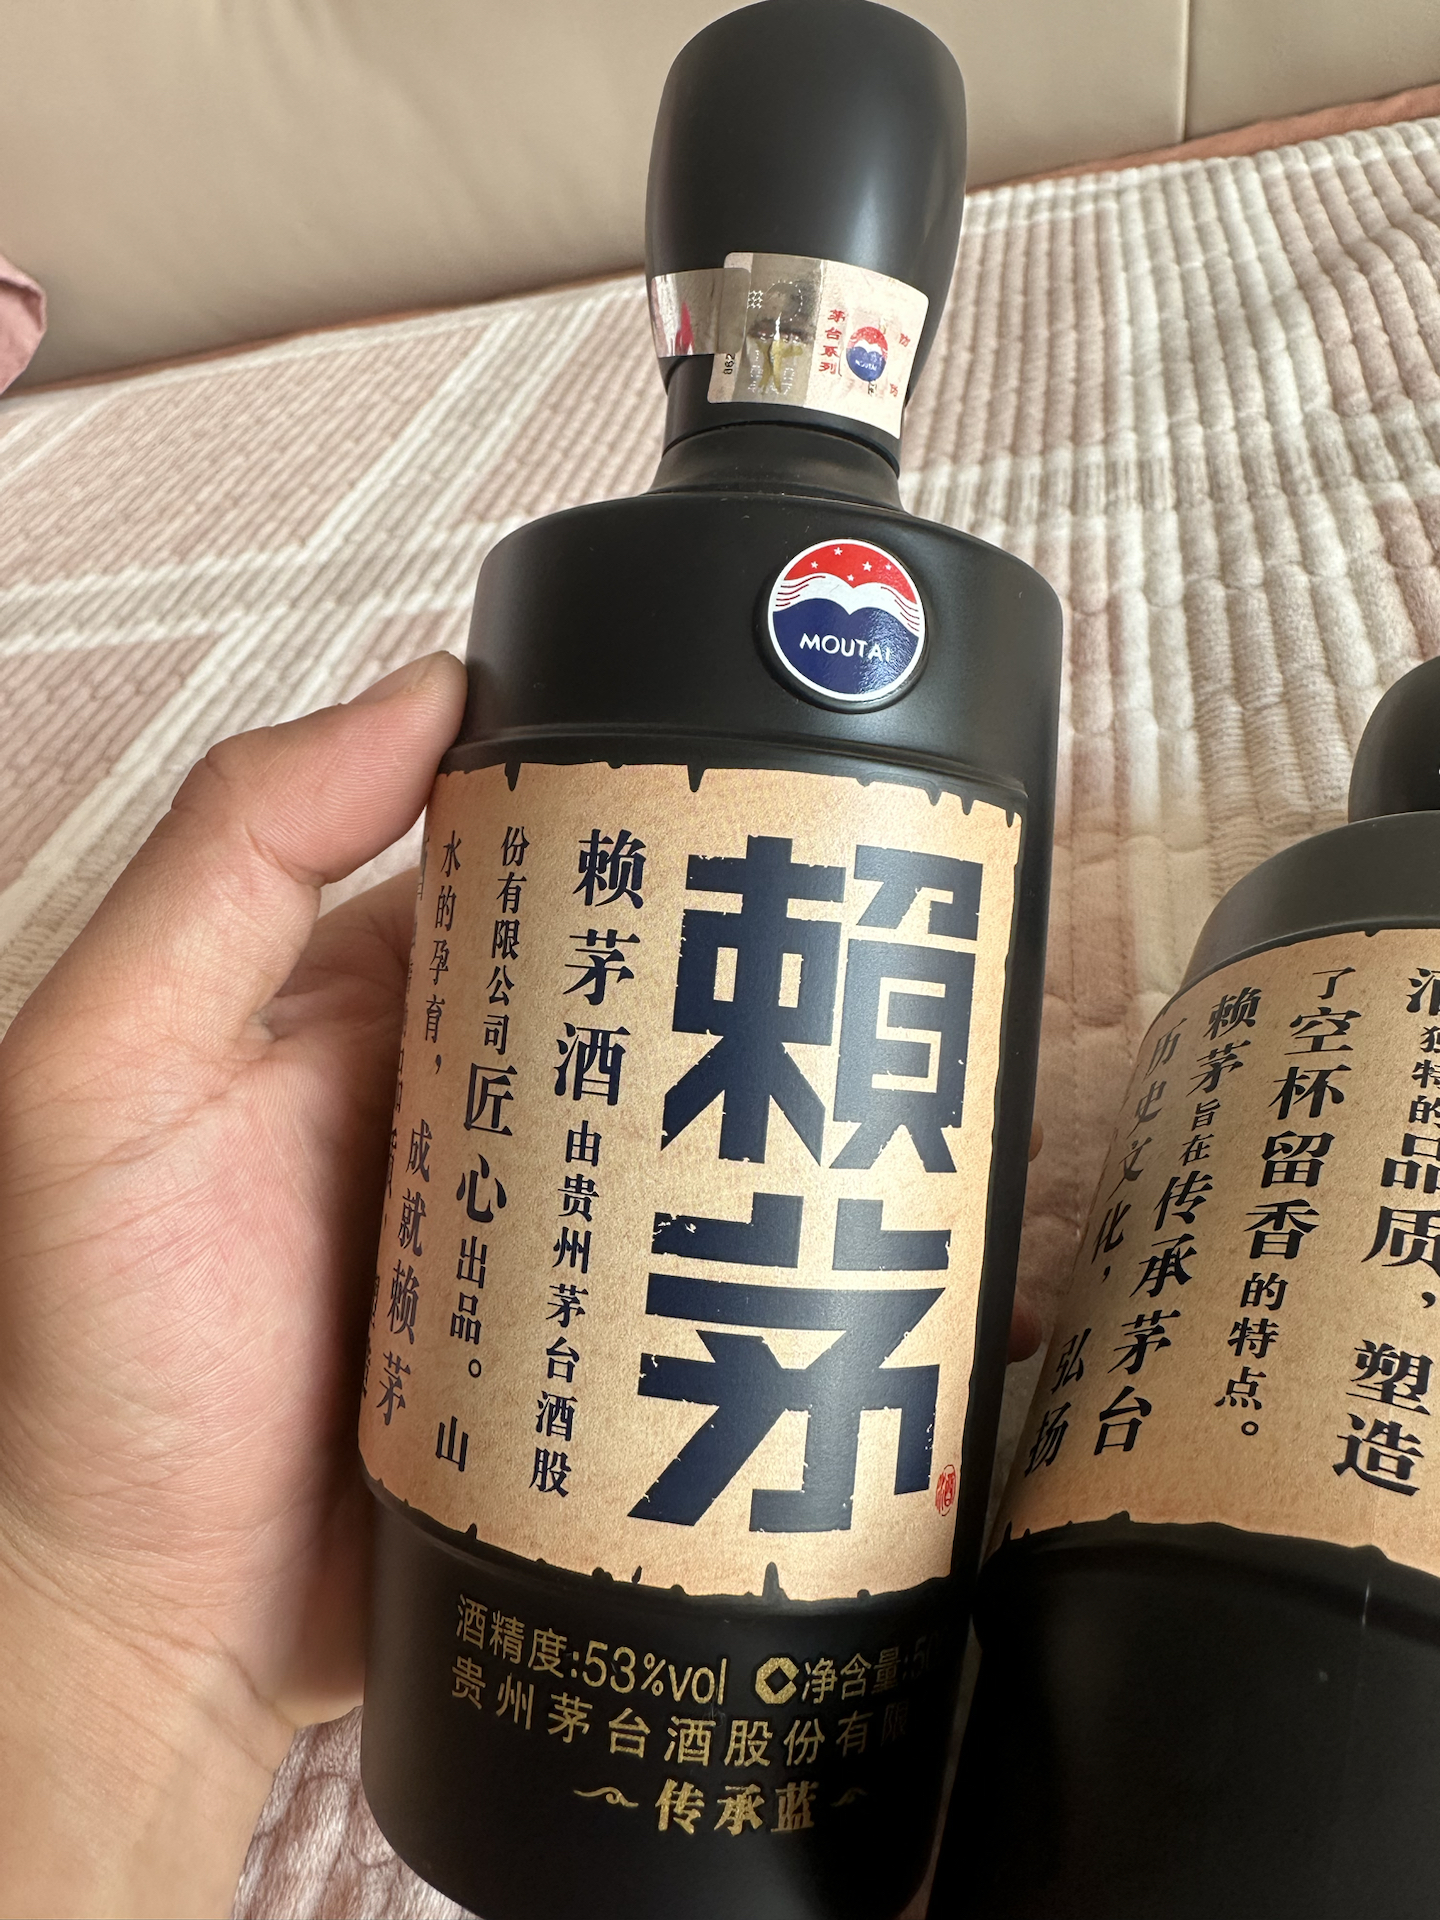 茅台系列
MOUTAI
MOUTAI
賴茅
赖茅酒由贵州茅台酒股
份有限公司匠心出品。山
水的孕育，成就赖茅
酒精度:53%vol 净含量:5
贵州茅台酒股份有限
传承蓝
独特的品质，塑造
了空杯留香的特点。
赖茅旨在传承茅台
历史文化，弘扬